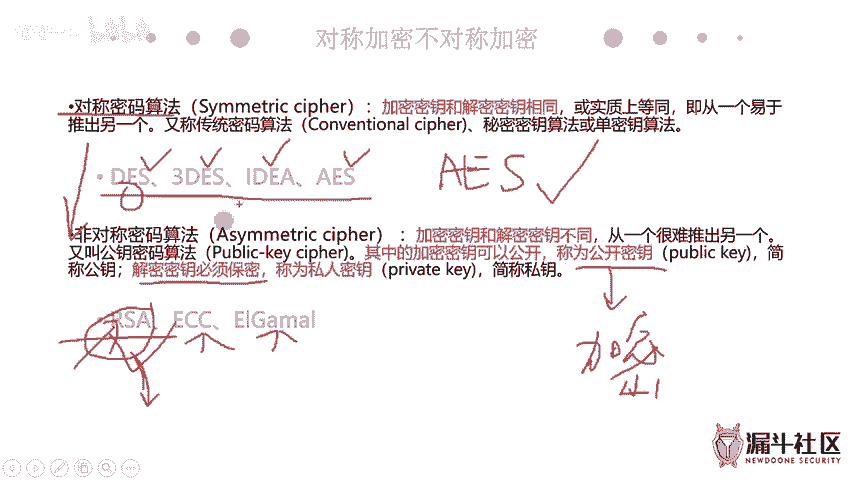 对称加密不对称加密
•对称密码算法（Symmetric cipher）：加密密钥和解密密钥相同，或实质上等同，即从一个易于
推出另一个。又称传统密码算法（Conventional cipher)、秘密密钥算法或单密钥算法。
• DES、3DES、IDEA、AES
AES
•非对称密码算法（Asymmetric cipher）：加密密钥和解密密钥不同，从一个很难推出另一个。
又叫公钥密码算法（Public-key cipher)。其中的加密密钥可以公开，称为公开密钥（public key)，简
称公钥；解密密钥必须保密，称为私人密钥（private key)，简称私钥。
• RSA、ECC、ElGamal
加密
漏斗社区
NEWDOONE SECURITY